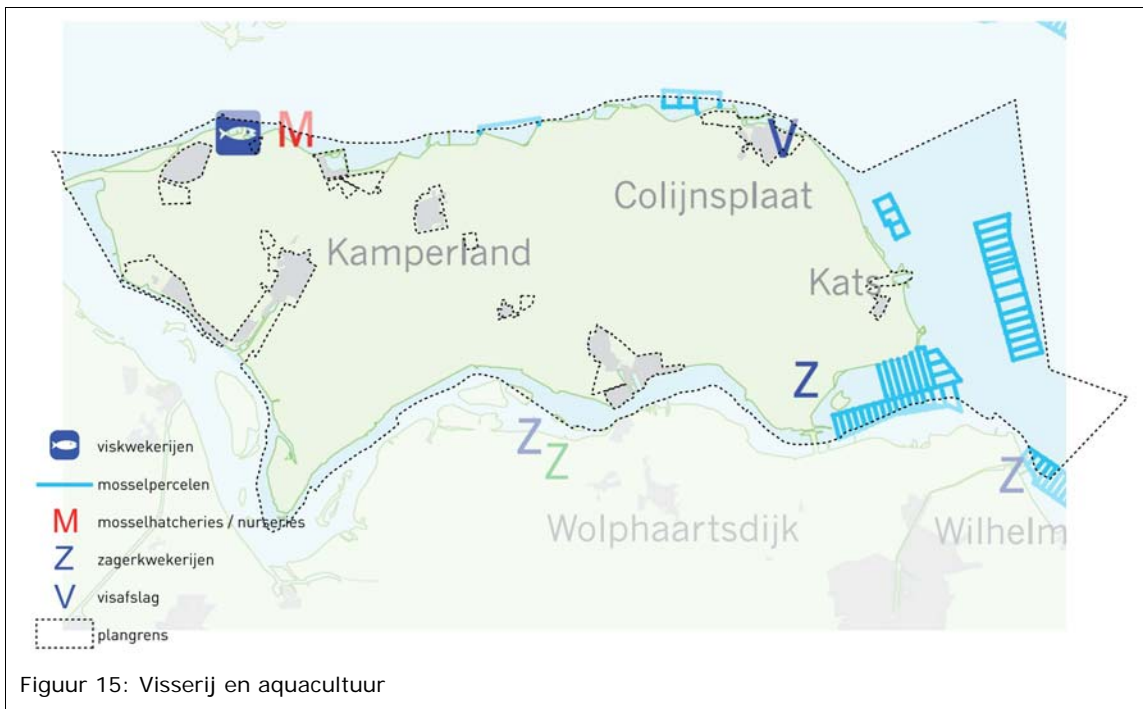 M
V
Colijnsplaat
Kamperland
Kats
Z
Z
Z
Z
Wolphaartsdijk
Wilhelm
viskwekerijen
mosselpercelen
M mosselhatcheries / nurseries
Z zagerkwekerijen
V visafslag
plangrens
Figuur 15: Visserij en aquacultuur